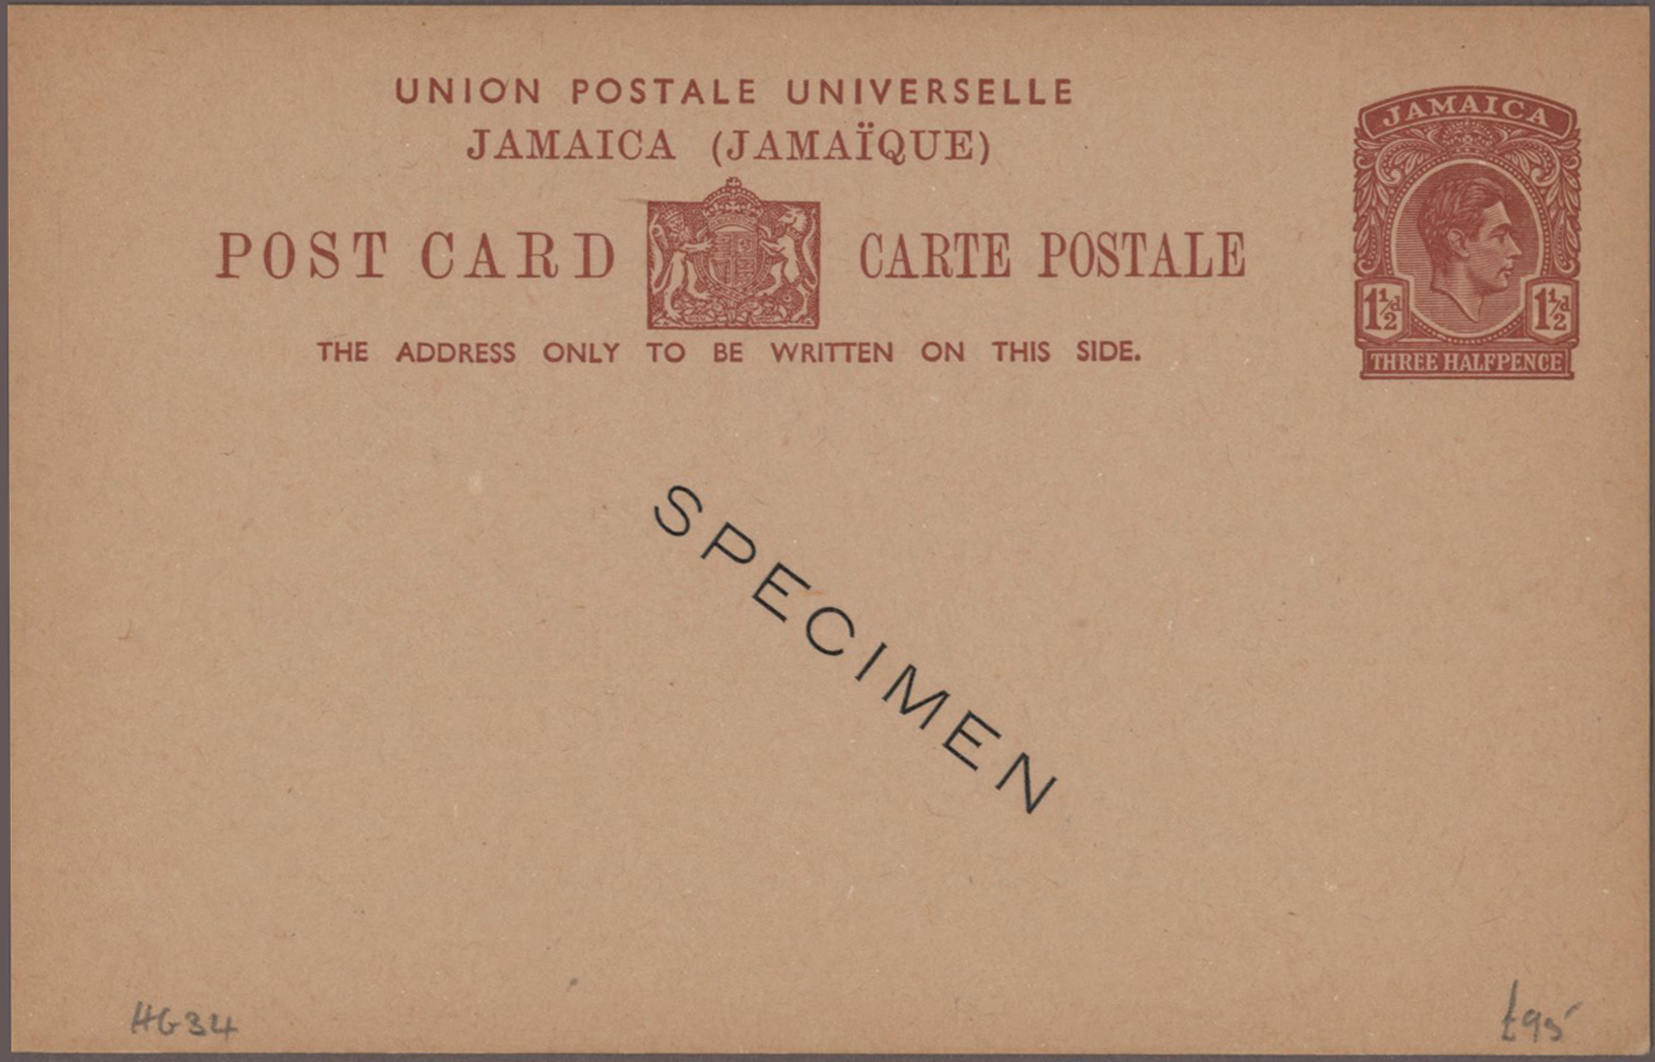 UNION POSTALE UNIVERSELLE
JAMAICA (JAMAÏQUE)
POST CARD CARTE POSTALE
THE ADDRESS ONLY TO BE WRITTEN ON THIS SIDE.
JAMAICA
1½d 1½d
THREE HALFPENCE
SPECIMEN
HG34
£95